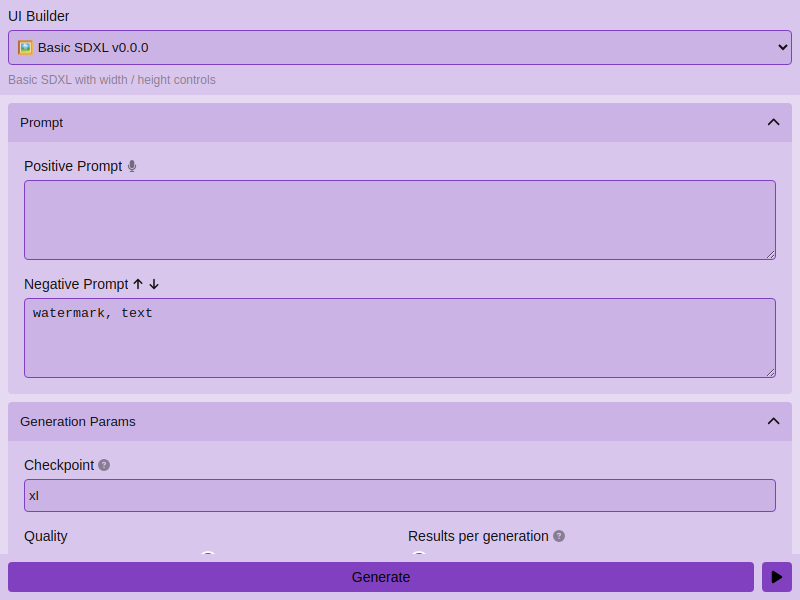 UI Builder
🖼️ Basic SDXL v0.0.0
Basic SDXL with width / height controls
Prompt
Positive Prompt
Negative Prompt ↑ ↓
watermark, text
Generation Params
Checkpoint ?
xl
Quality
Results per generation ?
Generate